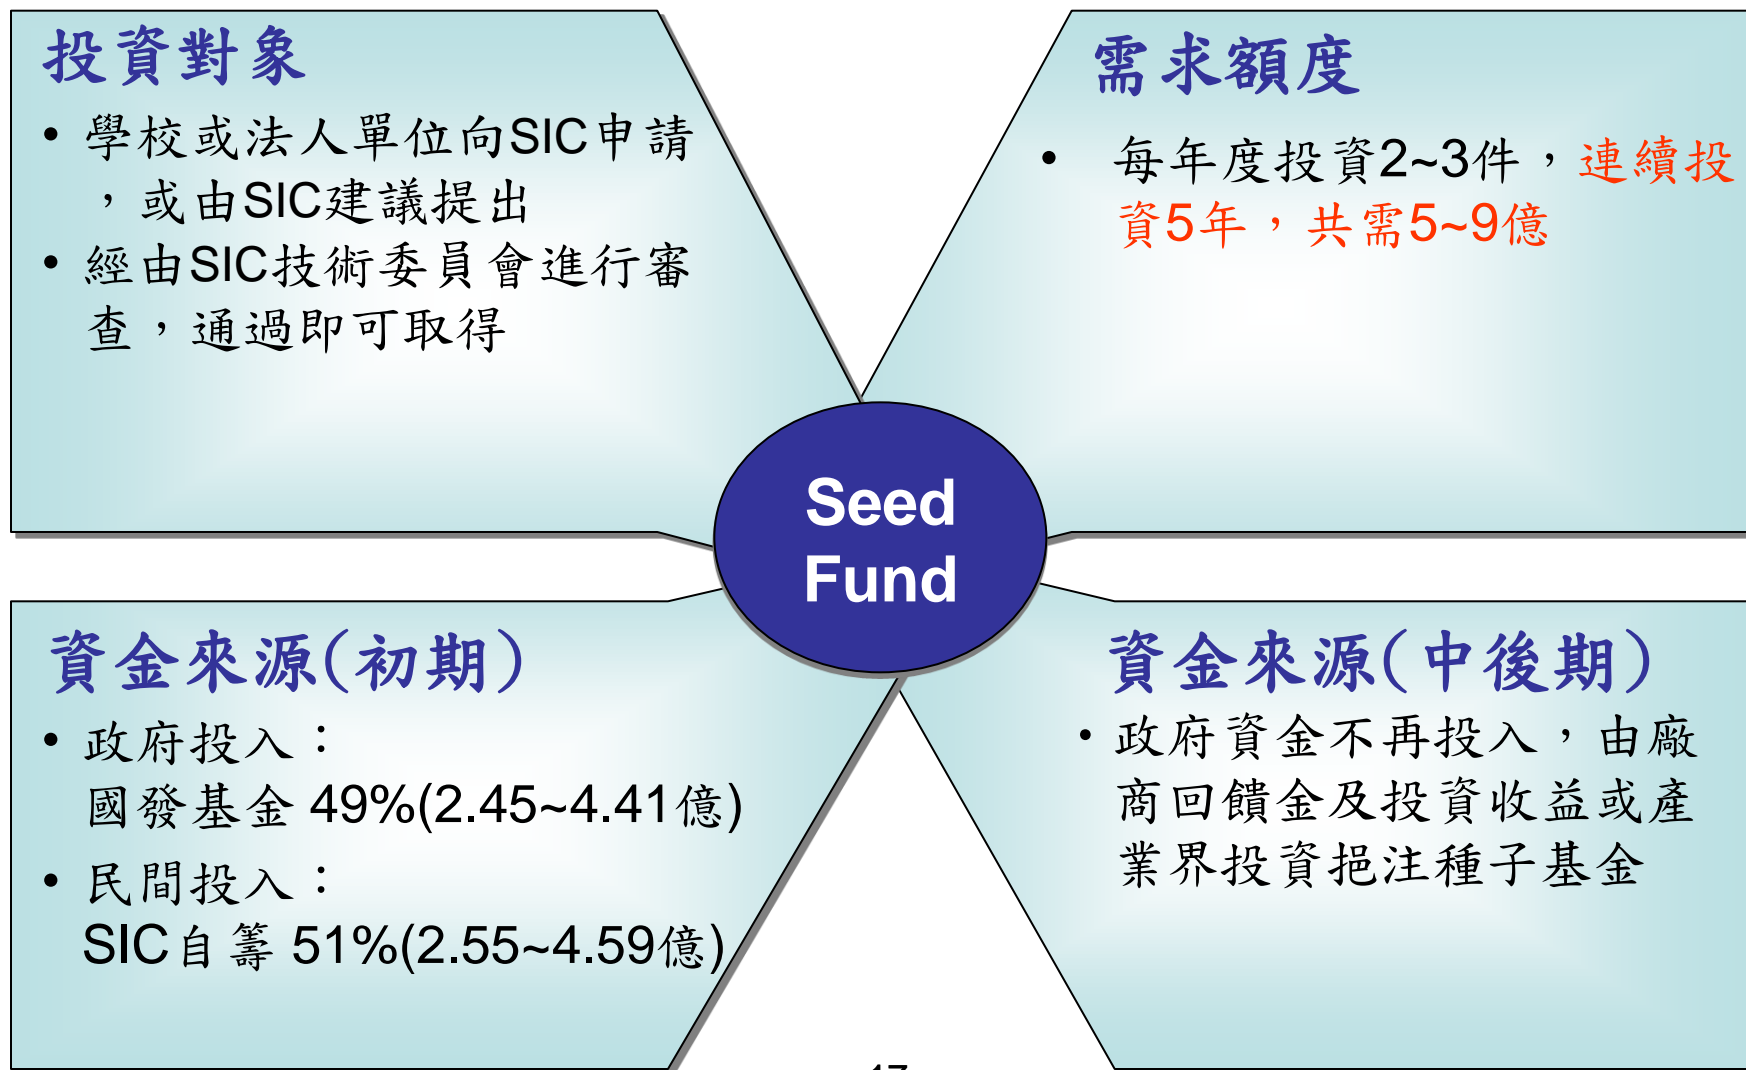 投資對象
• 學校或法人單位向SIC申請
，或由SIC建議提出
• 經由SIC技術委員會進行審
查，通過即可取得
需求額度
• 每年度投資2~3件，連續投
資5年，共需5~9億
Seed
Fund
資金來源(初期)
• 政府投入：
國發基金 49%(2.45~4.41億)
• 民間投入：
SIC自籌 51%(2.55~4.59億)
資金來源(中後期)
• 政府資金不再投入，由廠
商回饋金及投資收益或產
業界投資挹注種子基金
17